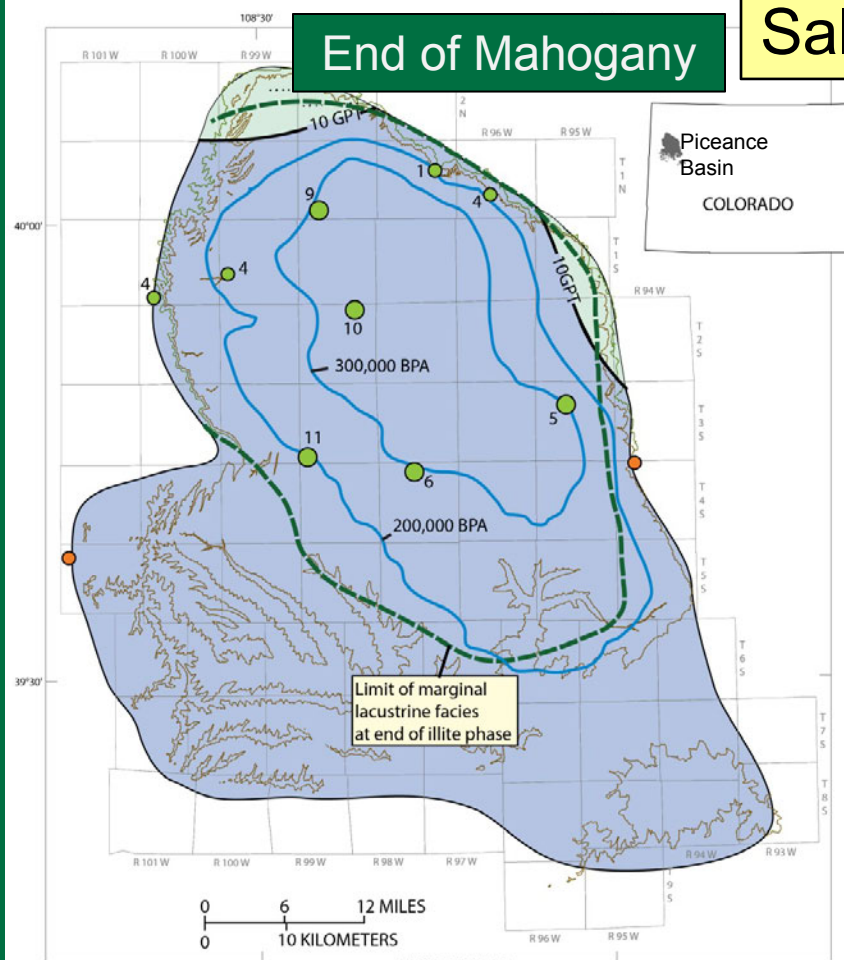 108°30'
End of Mahogany
Sal
R 101 W
R 100 W
R 99 W
2 N
R 96 W
R 95 W
10 GPT
T 1 N
Piceance
Basin
COLORADO
1
4
9
40°00'
T 1 S
10GPT
4
4
R 94 W
10
T 2 S
300,000 BPA
5
T 3 S
11
6
T 4 S
200,000 BPA
T 5 S
T 6 S
39°30'
Limit of marginal
lacustrine facies
at end of illite phase
T 7 S
T 8 S
R 101 W
R 100 W
R 99 W
R 98 W
R 97 W
R 94 W
R 93 W
9 S
0 6 12 MILES
0 10 KILOMETERS
R 96 W
R 95 W